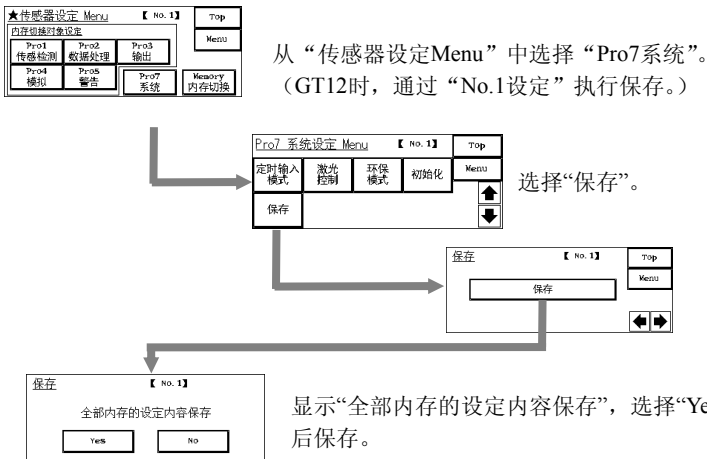 ★传感器设定 Menu 【 No. 1】 Top
内存切换对象设定 Menu
Pro1 传感检测 Pro2 数据处理 Pro3 输出
Pro4 模拟 Pro5 警告 Pro7 系统 Memory 内存切换
从“传感器设定Menu”中选择“Pro7系统”。
（GT12时，通过“No.1设定”执行保存。）
Pro7 系统设定 Menu 【 No. 1】 Top
定时输入模式 激光控制 环保模式 初始化 Menu
保存
选择“保存”。
保存 【 No. 1】 Top
Menu
保存
保存 【 No. 1】
全部内存的设定内容保存
Yes No
显示“全部内存的设定内容保存”，选择“Ye
后保存。